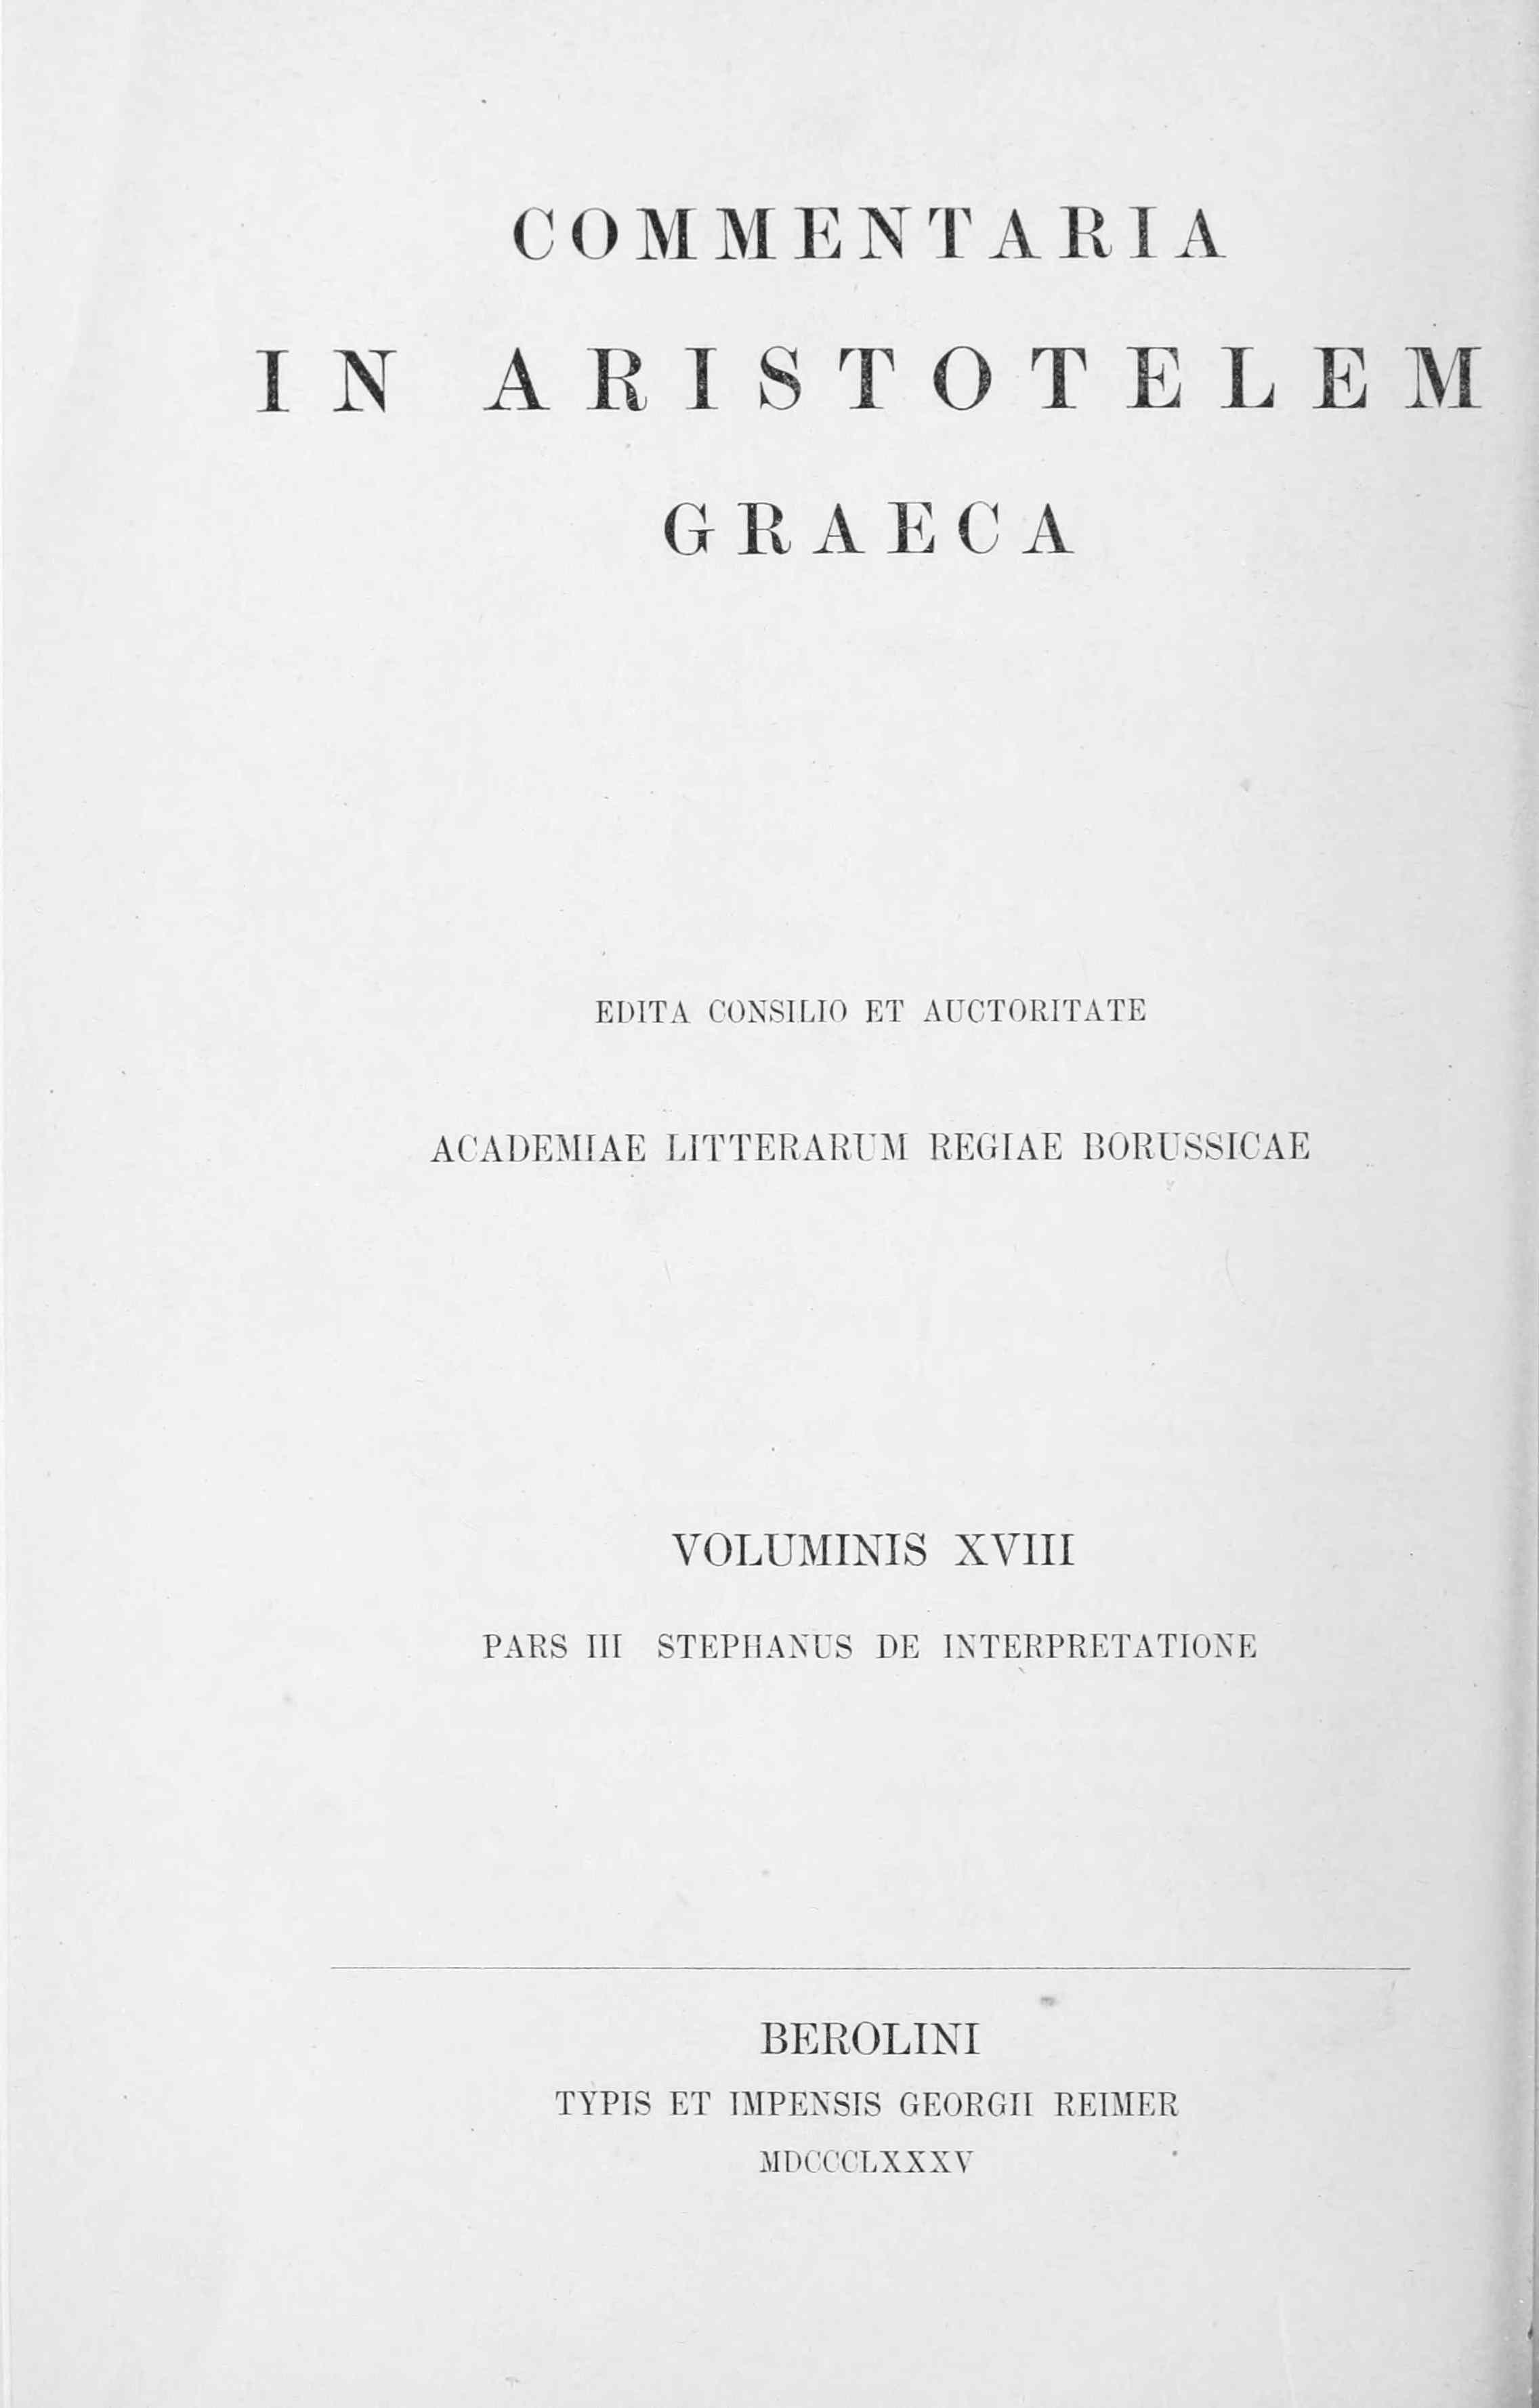 COMMENTARIA
IN ARISTOTELEM
GRAECA
EDITA CONSILIO ET AUCTORITATE
ACADEMIAE LITTERARUM REGIAE BORUSSICAE
VOLUMINIS XVIII
PARS III STEPHANUS DE INTERPRETATIONE
BEROLINI
TYPIS ET IMPENSIS GEORGII REIMER
MDCCCLXXXV